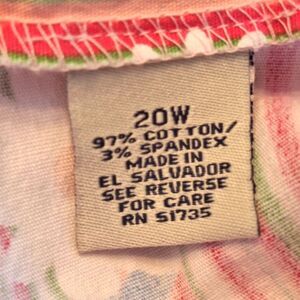 20W
97% COTTON/
3% SPANDEX
MADE IN
EL SALVADOR
SEE REVERSE
FOR CARE
RN 51735